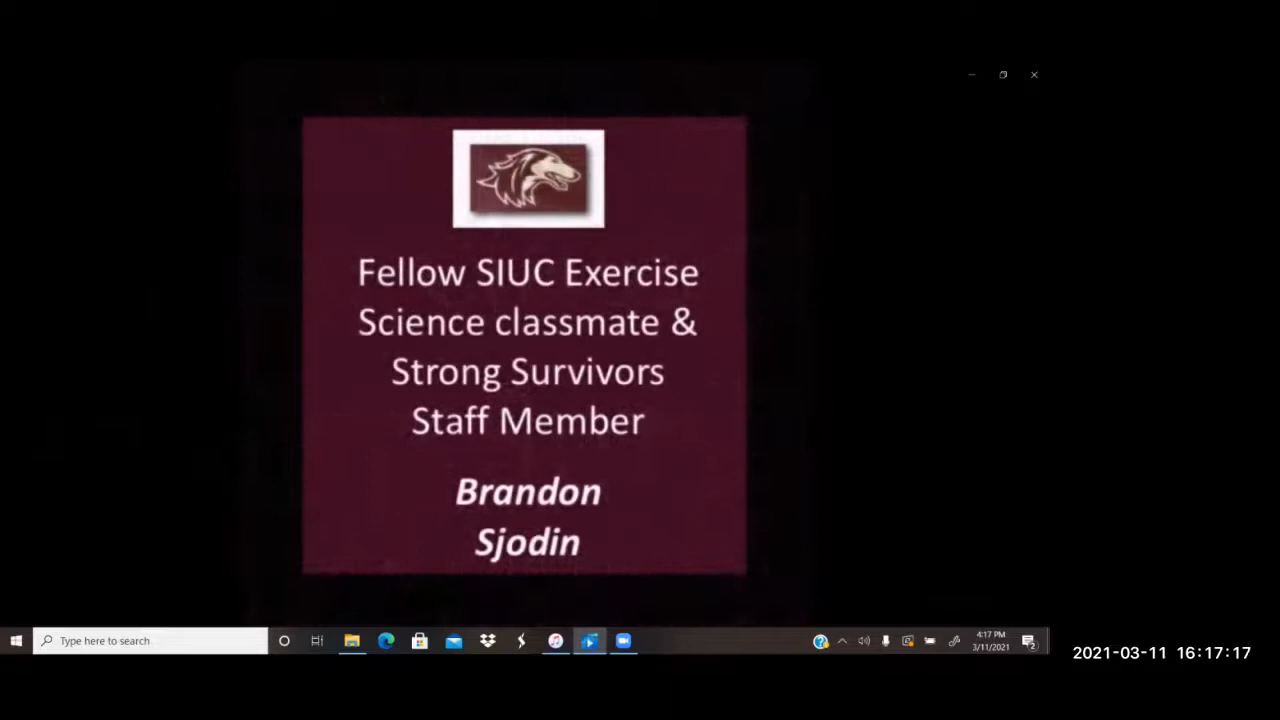 Fellow SIUC Exercise
Science classmate &
Strong Survivors
Staff Member
Brandon
Sjodin
Type here to search
4:17 PM
3/11/2021
2
2021-03-11 16:17:17